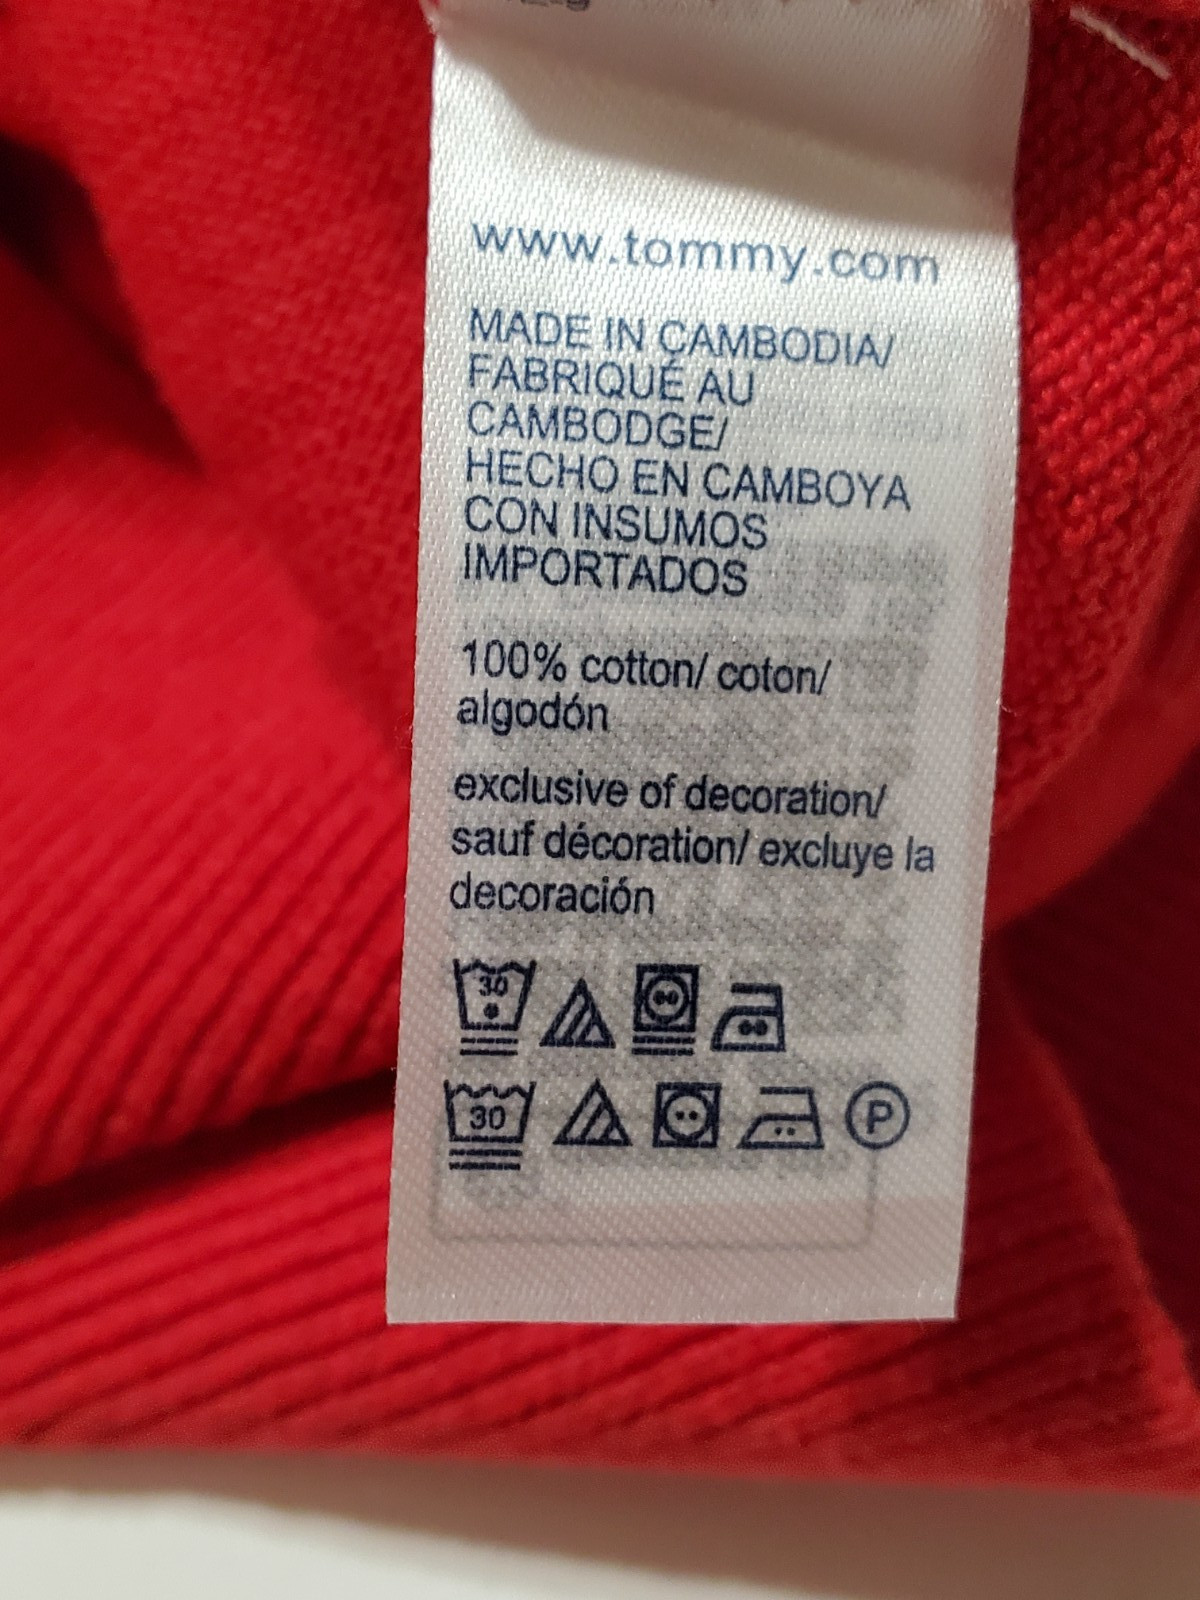 www.tommy.com
MADE IN CAMBODIA/
FABRIQUÉ AU
CAMBODGE/
HECHO EN CAMBOYA
CON INSUMOS
IMPORTADOS
100% cotton/ coton/
algodón
exclusive of decoration/
sauf décoration/ excluye la
decoración
30
30 P